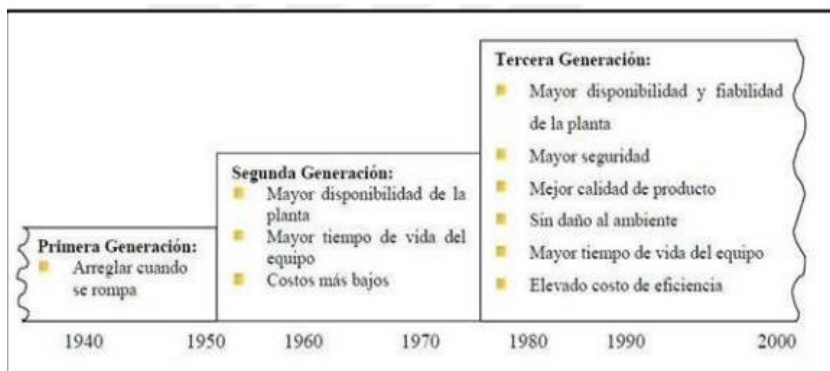 Primera Generación:
Arreglar cuando
se rompa
Segunda Generación:
Mayor disponibilidad de la
planta
Mayor tiempo de vida del
equipo
Costos más bajos
Tercera Generación:
Mayor disponibilidad y fiabilidad
de la planta
Mayor seguridad
Mejor calidad de producto
Sin daño al ambiente
Mayor tiempo de vida del equipo
Elevado costo de eficiencia
1940 1950 1960 1970 1980 1990 2000